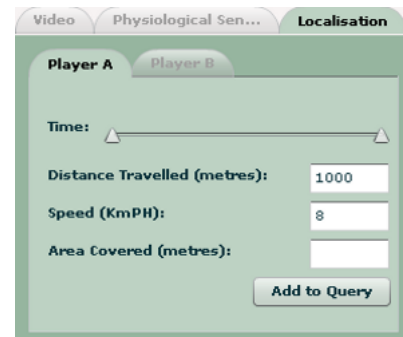 Video Physiological Sen... Localisation
Player A Player B
Time:
Distance Travelled (metres): 1000
Speed (KmPH): 8
Area Covered (metres):
Add to Query